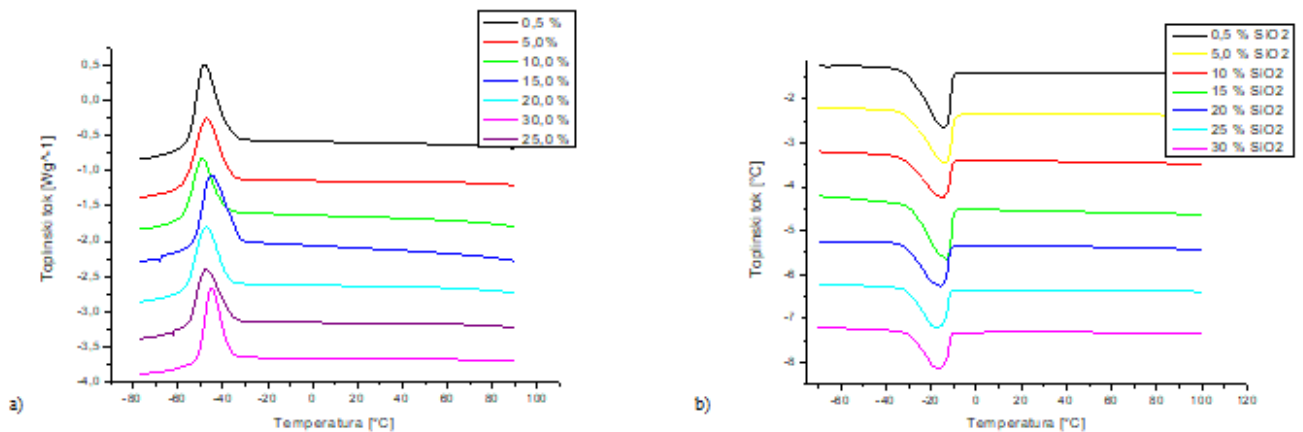 0,5 %
5,0%
10,0 %
15,0 %
20,0 %
30,0 %
25,0 %
0,5
0,0
-0,5
-1,0
-1,5
-2,0
-2,5
-3,0
-3,5
-4,0
Toplinski tok [Wg^-1]
-80 -60 -40 -20 0 20 40 60 80 100
Temperatura [°C]
a)
0,5 % SiO2
5,0 % SiO2
10 % SiO2
15 % SiO2
20 % SiO2
25 % SiO2
30 % SiO2
-2
-3
-4
-5
-6
-7
-8
Toplinski tok [°C]
-60 -40 -20 0 20 40 60 80 100 120
Temperatura [°C]
b)